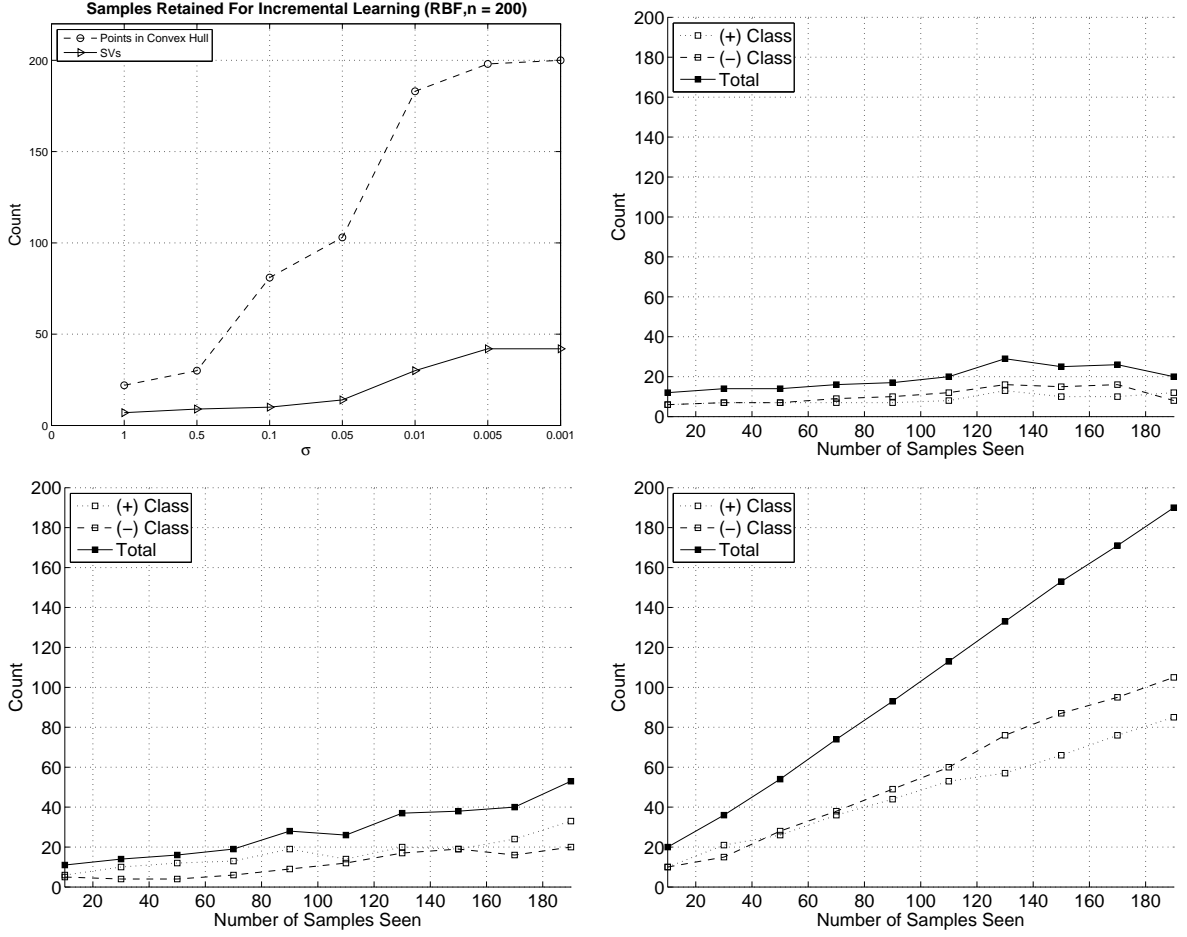 Samples Retained For Incremental Learning (RBF,n = 200)
Points in Convex Hull
SVs
200
150
100
50
0
Count
0 1 0.5 0.1 0.05 0.01 0.005 0.001
σ
(+) Class
(−) Class
Total
200
180
160
140
120
100
80
60
40
20
0
Count
20 40 60 80 100 120 140 160 180
Number of Samples Seen
(+) Class
(−) Class
Total
200
180
160
140
120
100
80
60
40
20
0
Count
20 40 60 80 100 120 140 160 180
Number of Samples Seen
(+) Class
(−) Class
Total
200
180
160
140
120
100
80
60
40
20
0
Count
20 40 60 80 100 120 140 160 180
Number of Samples Seen